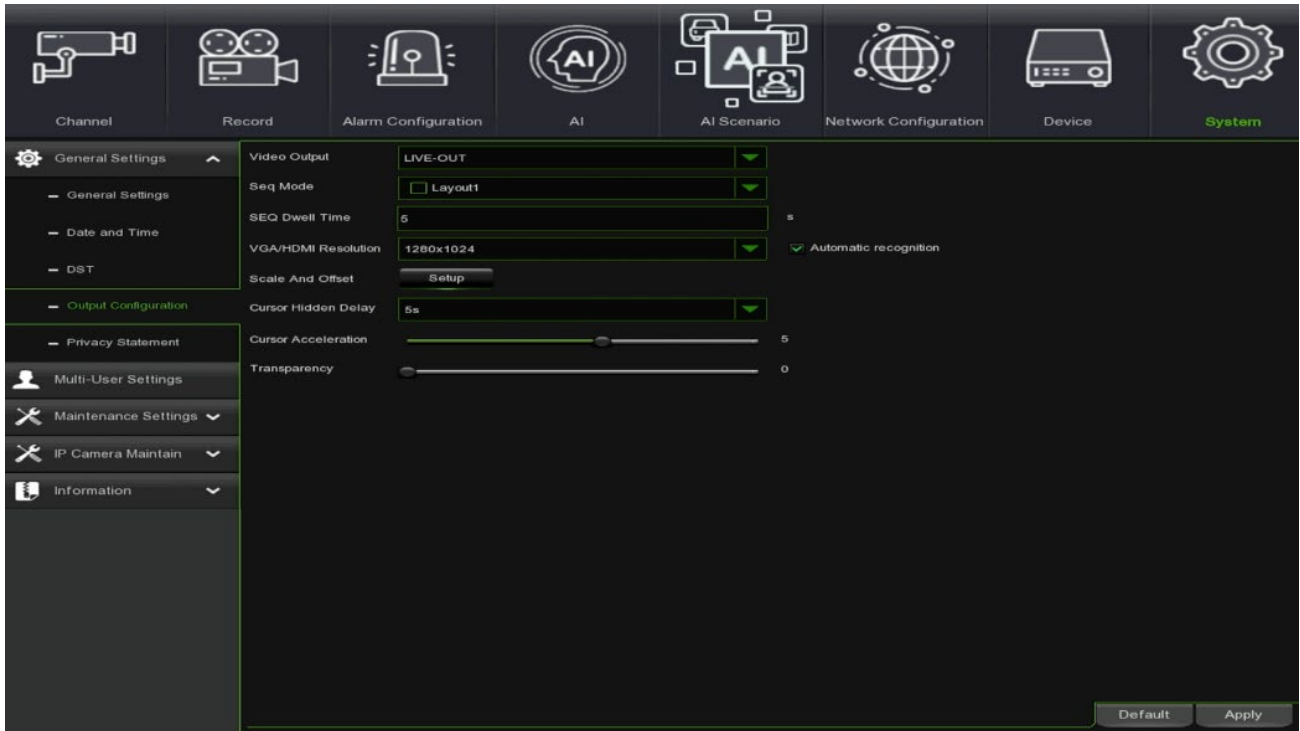 AI
AI
Channel
Record
Alarm Configuration
AI
AI Scenario
Network Configuration
Device
System
General Settings
General Settings
Date and Time
DST
Output Configuration
Privacy Statement
Multi-User Settings
Maintenance Settings
IP Camera Maintain
Information
Video Output LIVE-OUT
Seq Mode Layout1
SEQ Dwell Time 5 s
VGA/HDMI Resolution 1280x1024 Automatic recognition
Scale And Offset Setup
Cursor Hidden Delay 5s
Cursor Acceleration 5
Transparency 0
Default Apply